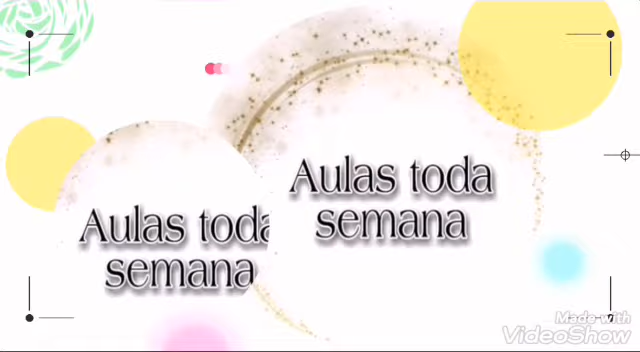 Aulas toda
semana
Aulas toda
semana
Made with
VideoShow